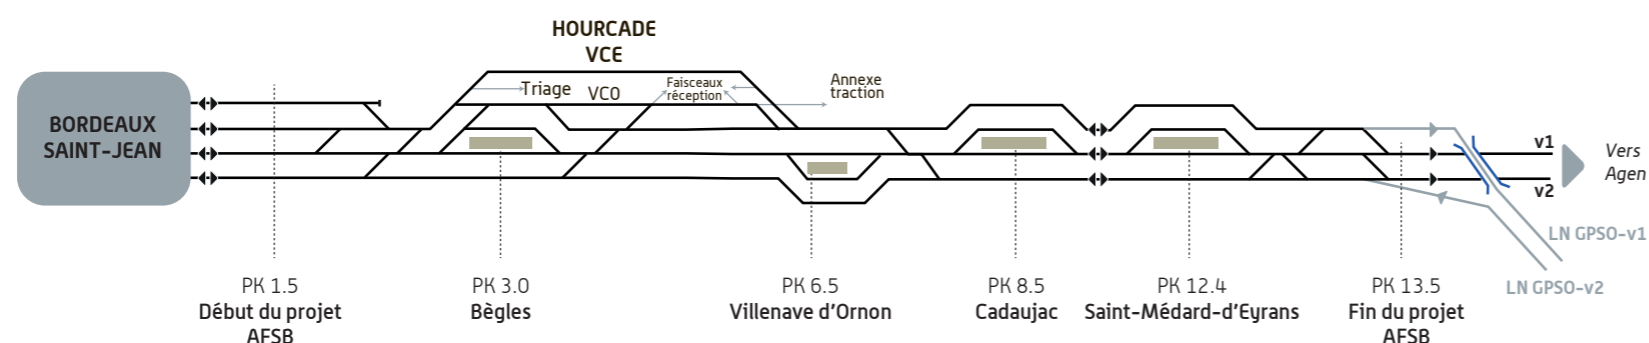 HOURCADE
VCE
Triage
VCO
Faisceaux
réception
Annexe
traction
BORDEAUX
SAINT-JEAN
v1
v2
Vers
Agen
LN GPSO-v1
LN GPSO-v2
PK 1.5
Début du projet
AFSB
PK 3.0
Bègles
PK 6.5
Villenave d'Ornon
PK 8.5
Cadaujac
PK 12.4
Saint-Médard-d'Eyrans
PK 13.5
Fin du projet
AFSB